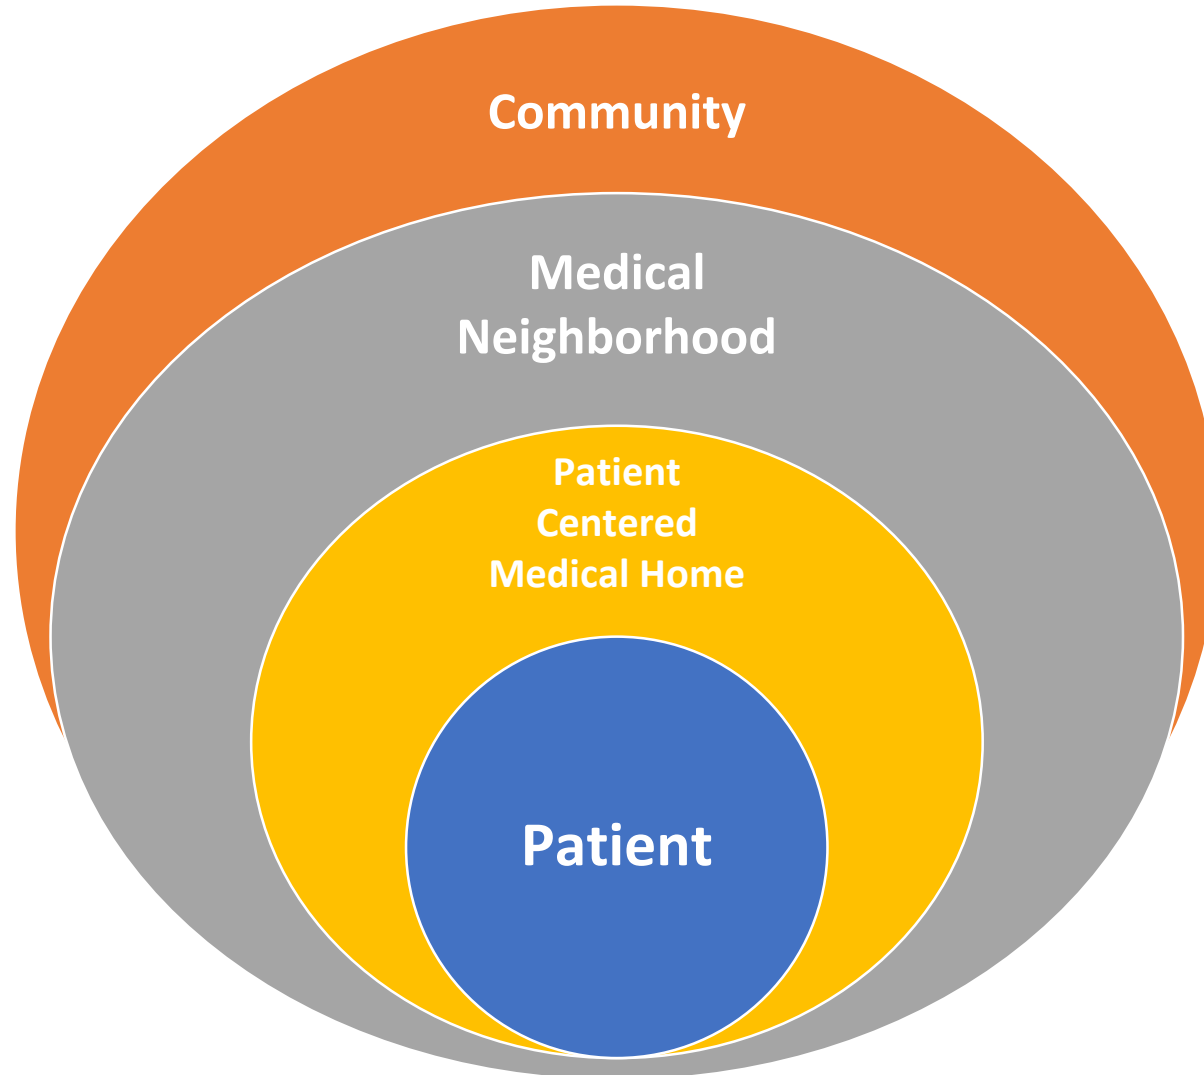 Community
Medical
Neighborhood
Patient
Centered
Medical Home
Patient